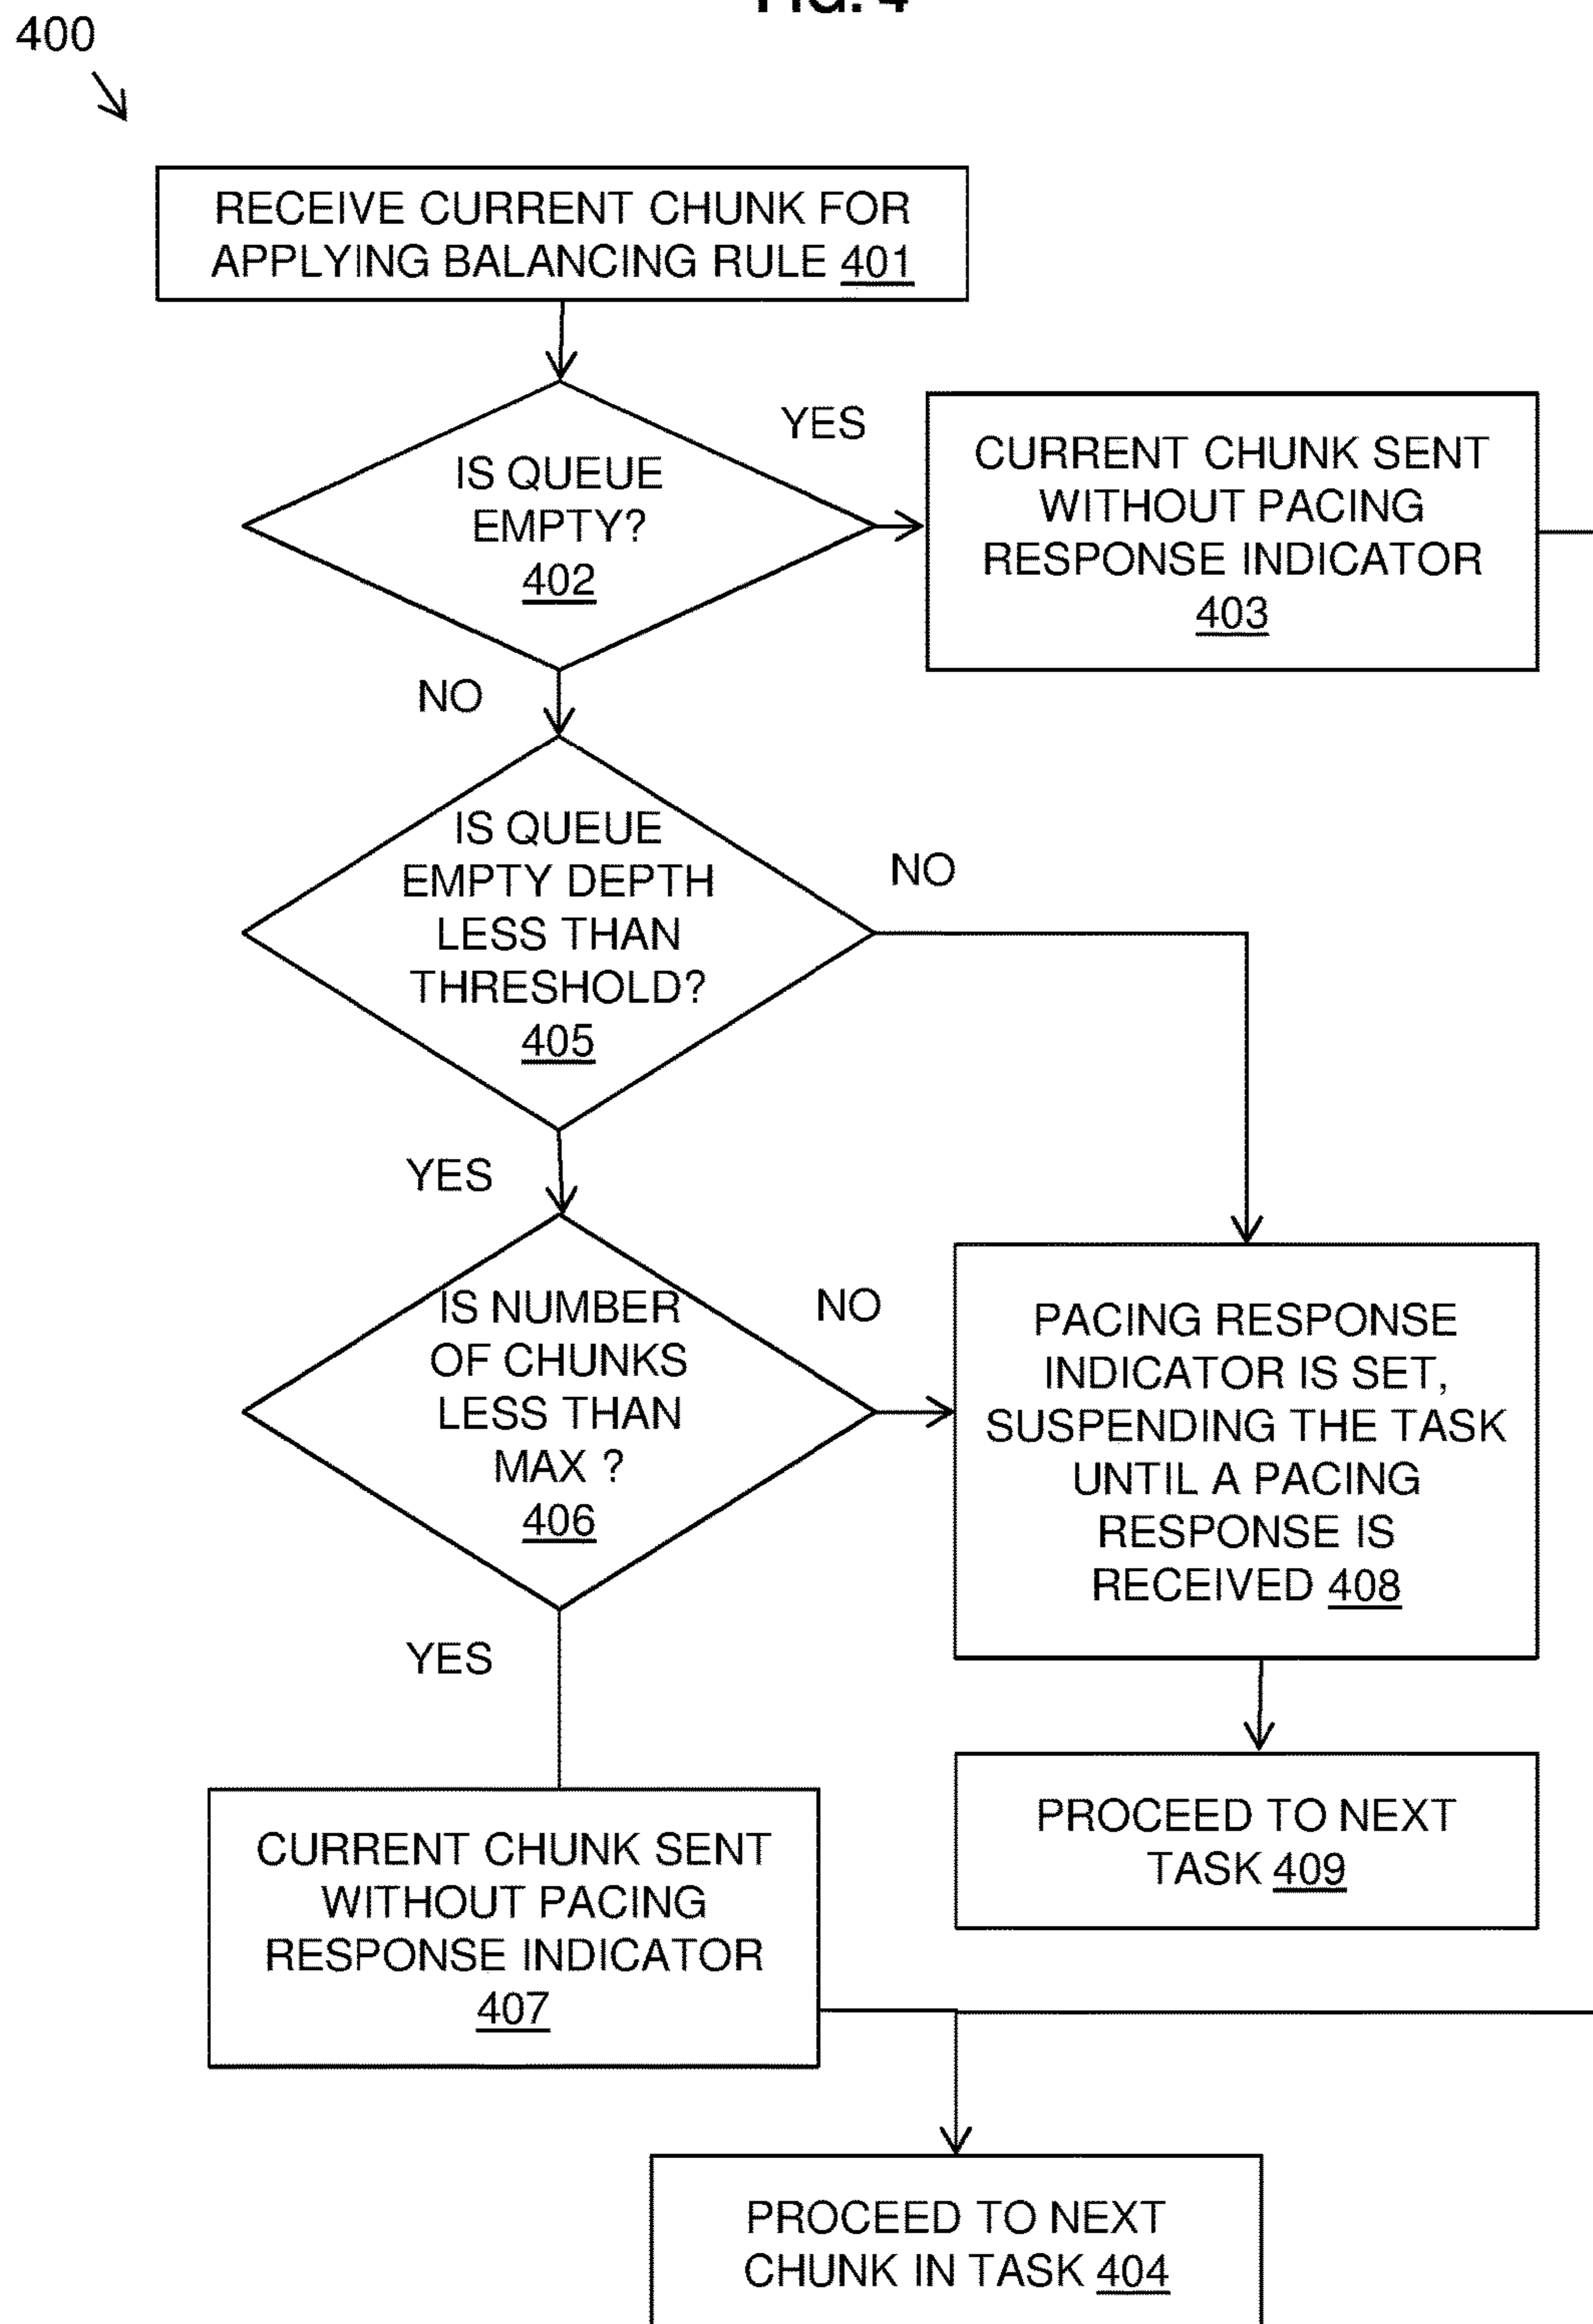 FIG. 4
400
RECEIVE CURRENT CHUNK FOR
APPLYING BALANCING RULE 401
IS QUEUE
EMPTY?
402
YES
CURRENT CHUNK SENT
WITHOUT PACING
RESPONSE INDICATOR
403
NO
IS QUEUE
EMPTY DEPTH
LESS THAN
THRESHOLD?
405
NO
YES
IS NUMBER
OF CHUNKS
LESS THAN
MAX ?
406
NO
PACING RESPONSE
INDICATOR IS SET,
SUSPENDING THE TASK
UNTIL A PACING
RESPONSE IS
RECEIVED 408
YES
PROCEED TO NEXT
TASK 409
CURRENT CHUNK SENT
WITHOUT PACING
RESPONSE INDICATOR
407
PROCEED TO NEXT
CHUNK IN TASK 404